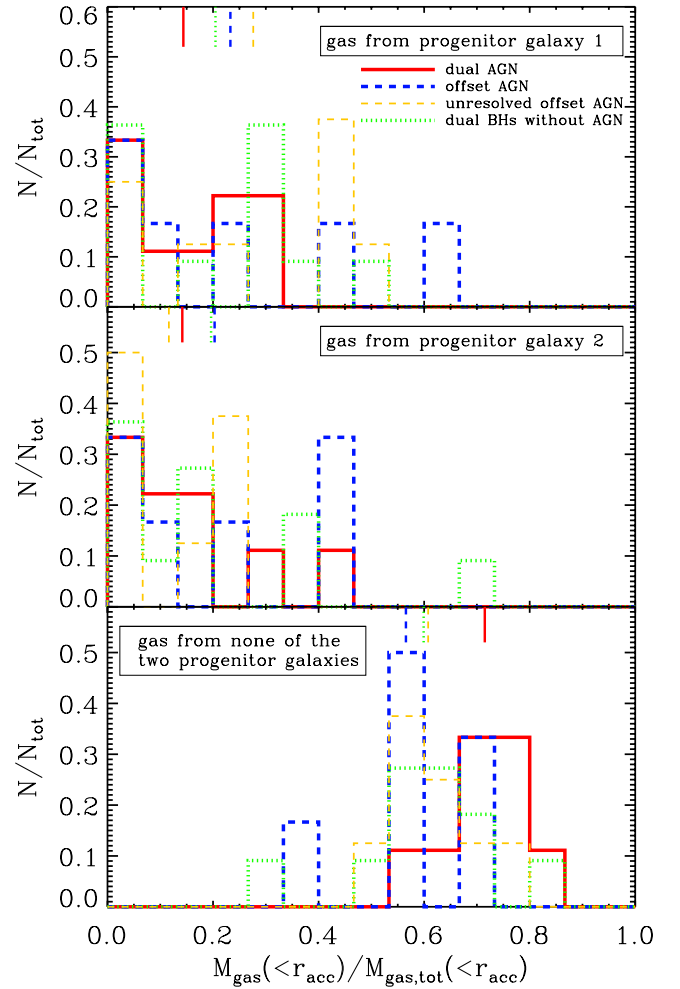 0.6
gas from progenitor galaxy 1
0.5
dual AGN
offset AGN
unresolved offset AGN
0.4
dual BHs without AGN
N/N_tot
0.3
0.2
0.1
0.0
gas from progenitor galaxy 2
0.5
0.4
N/N_tot
0.3
0.2
0.1
0.0
gas from none of the
two progenitor galaxies
0.5
0.4
N/N_tot
0.3
0.2
0.1
0.0
0.0 0.2 0.4 0.6 0.8 1.0
M_gas(<r_acc)/M_gas,tot(<r_acc)